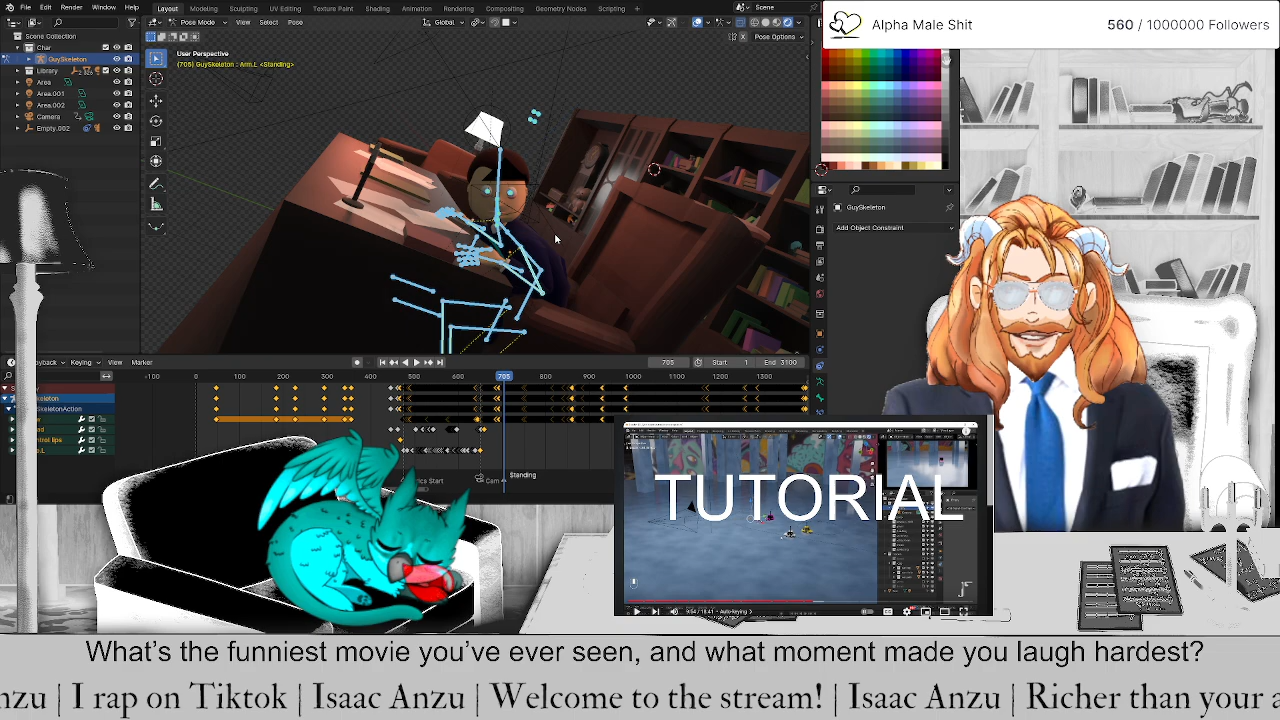 File Edit Render Window Help
Layout Modeling Sculpting UV Editing Texture Paint Shading Animation Rendering Compositing Geometry Nodes Scripting
Scene
Alpha Male Shit
560 / 1000000 Followers
Pose Mode View Select Pose Global
Pose Options
Scene Collection
Char
GuySkeleton
Library
Area
Area.001
Area.002
Camera
Empty.002
User Perspective
(705) GuySkeleton : Arm.L <Standing>
GuySkeleton
Add Object Constraint
Keying View Marker
705 Start 1 End 3100
-100 0 100 200 300 400 500 600 705 800 900 1000 1100 1200 1300
Standing
TUTORIAL
Auto-Keying
What's the funniest movie you've ever seen, and what moment made you laugh hardest?
nzu | I rap on Tiktok | Isaac Anzu | Welcome to the stream! | Isaac Anzu | Richer than your a